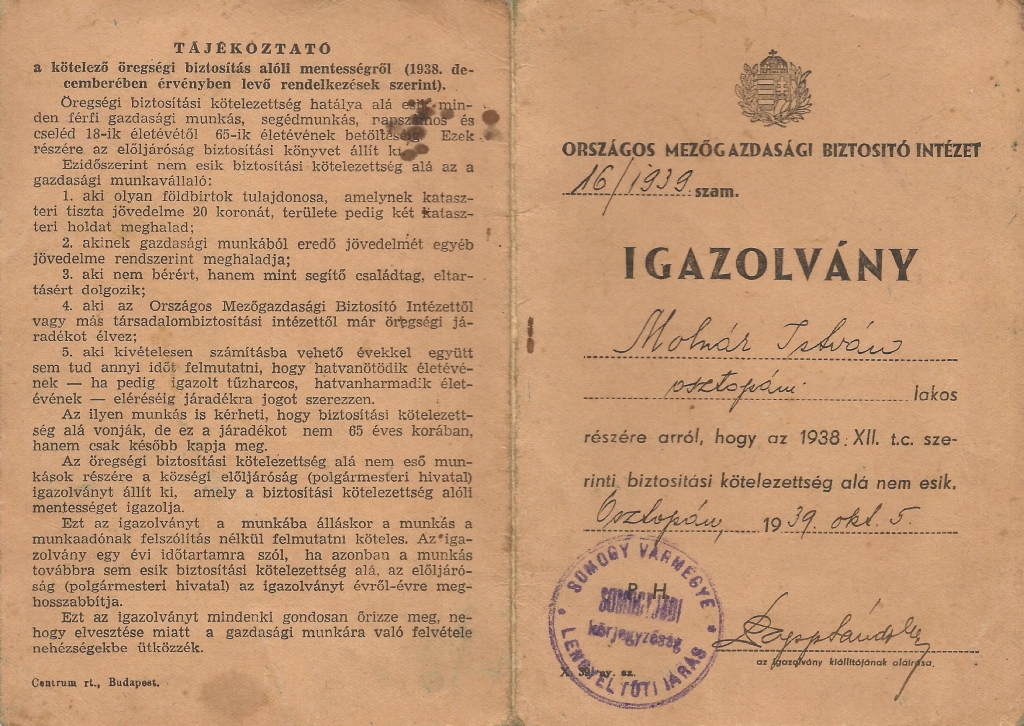 TÁJÉKOZTATÓ
a kötelező öregségi biztosítás alóli mentességről (1938. de-
cemberében érvényben levő rendelkezések szerint).
Öregségi biztosítási kötelezettség hatálya alá esik min-
den férfi gazdasági munkás, segédmunkás, napszámos és
cseléd 18-ik életévétől 65-ik életévének betöltéséig. Ezek
részére az előljáróság biztosítási könyvet állít ki.
Ezidőszerint nem esik biztosítási kötelezettség alá az a
gazdasági munkavállaló:
1. aki olyan földbirtok tulajdonosa, amelynek katasz-
teri tiszta jövedelme 20 koronát, területe pedig két katasz-
teri holdat meghalad;
2. akinek gazdasági munkából eredő jövedelmét egyéb
jövedelme rendszerint meghaladja;
3. aki nem bérért, hanem mint segítő családtag, eltar-
tásért dolgozik;
4. aki az Országos Mezőgazdasági Biztosító Intézettől
vagy más társadalombiztosítási intézettől már öregségi já-
radékot élvez;
5. aki kivételesen számításba vehető évekkel együtt
sem tud annyi időt felmutatni, hogy hatvanötödik életévé-
nek — ha pedig igazolt tűzharcos, hatvanharmadik élet-
évének — eléréséig járadékra jogot szerezzen.
Az ilyen munkás is kérheti, hogy biztosítási kötelezett-
ség alá vonják, de ez a járadékot nem 65 éves korában,
hanem csak később kapja meg.
Az öregségi biztosítási kötelezettség alá nem eső mun-
kások részére a községi előljáróság (polgármesteri hivatal)
igazolványt állít ki, amely a biztosítási kötelezettség alóli
mentességet igazolja.
Ezt az igazolványt a munkába álláskor a munkás a
munkaadónak felszólítás nélkül felmutatni köteles. Az iga-
zolvány egy évi időtartamra szól, ha azonban a munkás
továbbra sem esik biztosítási kötelezettség alá, az előljáró-
ság (polgármesteri hivatal) az igazolványt évről-évre meg-
hosszabbítja.
Ezt az igazolványt mindenki gondosan őrizze meg, ne-
hogy elvesztése miatt a gazdasági munkára való felvétele
nehézségekbe ütközzék.
Centrum rt., Budapest.
ORSZÁGOS MEZŐGAZDASÁGI BIZTOSITÓ INTÉZET
16/1939 szam.
IGAZOLVÁNY
Molnár István
osztopáni lakos
részére arról, hogy az 1938. XII. t.c. sze-
rinti biztositási kötelezettség alá nem esik.
Osztopán, 1939. okt. 5.
P. H.
SOMOGY VÁRMEGYE
körjegyzőség
LENGYELTÓTI JÁRÁS
Papp Sándor
az igazolvány kiállítójának aláírása.